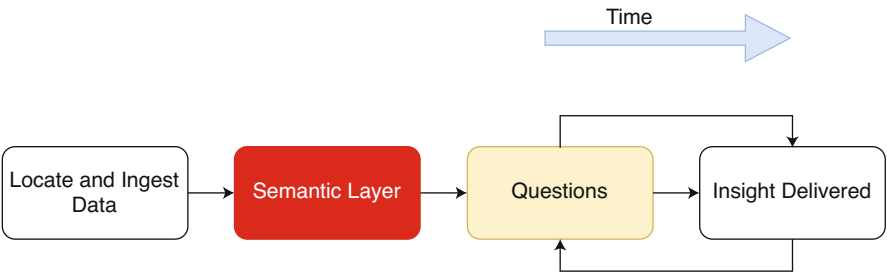 Time
Locate and Ingest
Data
Semantic Layer
Questions
Insight Delivered